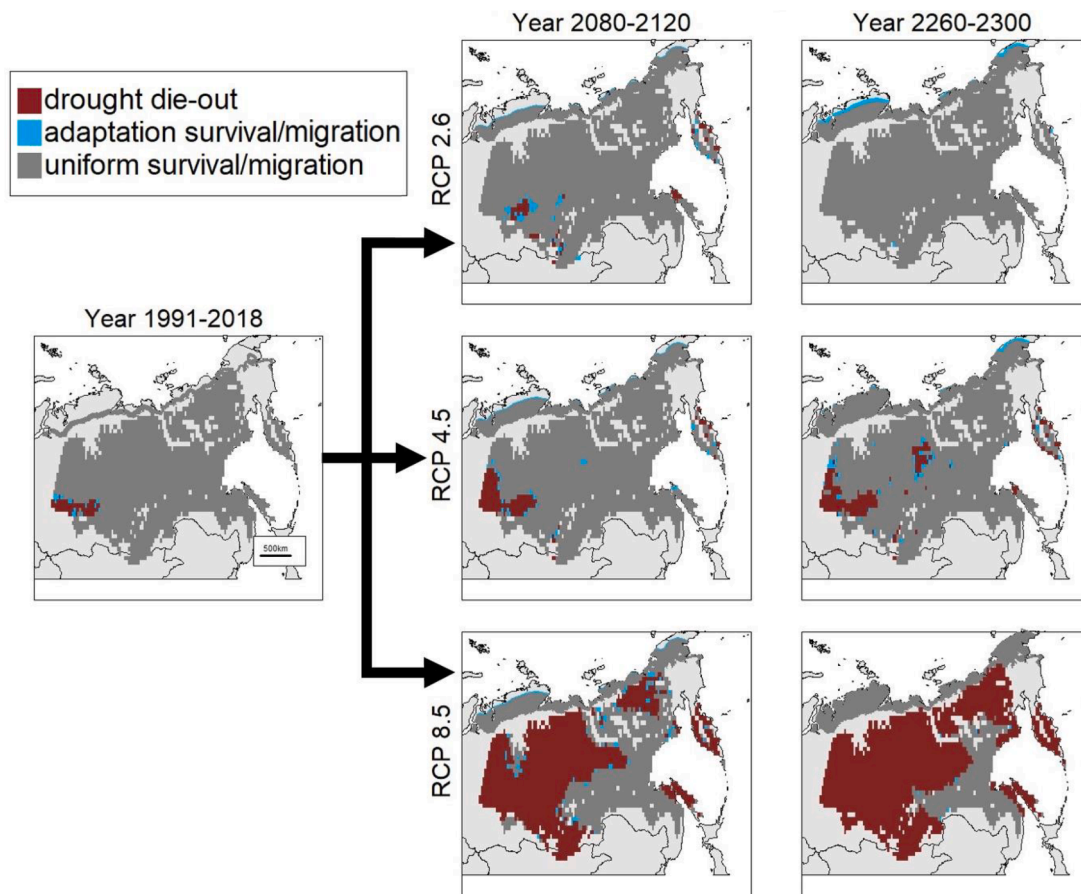 Year 2080-2120
Year 2260-2300
drought die-out
adaptation survival/migration
uniform survival/migration
RCP 2.6
Year 1991-2018
500km
RCP 4.5
RCP 8.5